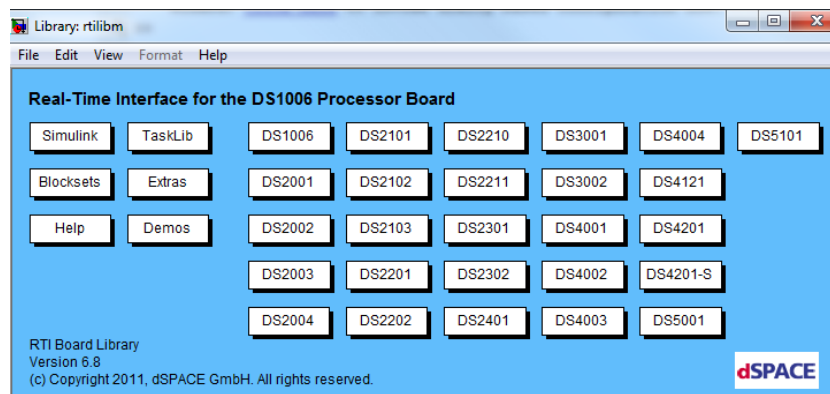 Library: rtilibm
File Edit View Format Help
Real-Time Interface for the DS1006 Processor Board
Simulink TaskLib DS1006 DS2101 DS2210 DS3001 DS4004 DS5101
Blocksets Extras DS2001 DS2102 DS2211 DS3002 DS4121
Help Demos DS2002 DS2103 DS2301 DS4001 DS4201
DS2003 DS2201 DS2302 DS4002 DS4201-S
DS2004 DS2202 DS2401 DS4003 DS5001
RTI Board Library
Version 6.8
(c) Copyright 2011, dSPACE GmbH. All rights reserved.
dSPACE